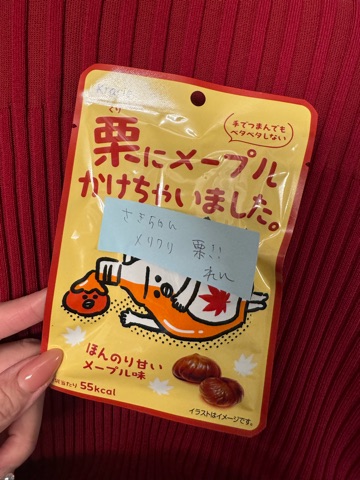 Kracie
手でつまんでも
ベタベタしない
くり
栗にメープル
かけちゃいました。
さきちゃん
メリクリ 栗!!
れい
ほんのり甘い
メープル味
当たり 55kcal
イラストはイメージです。